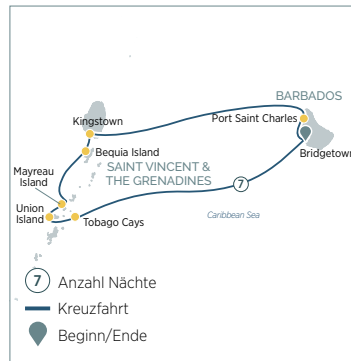 BARBADOS
Port Saint Charles
Kingstown
Bridgetown
Bequia Island
SAINT VINCENT &
THE GRENADINES
Mayreau
Island
7
Union
Island
Tobago Cays
Caribbean Sea
7 Anzahl Nächte
Kreuzfahrt
Beginn/Ende